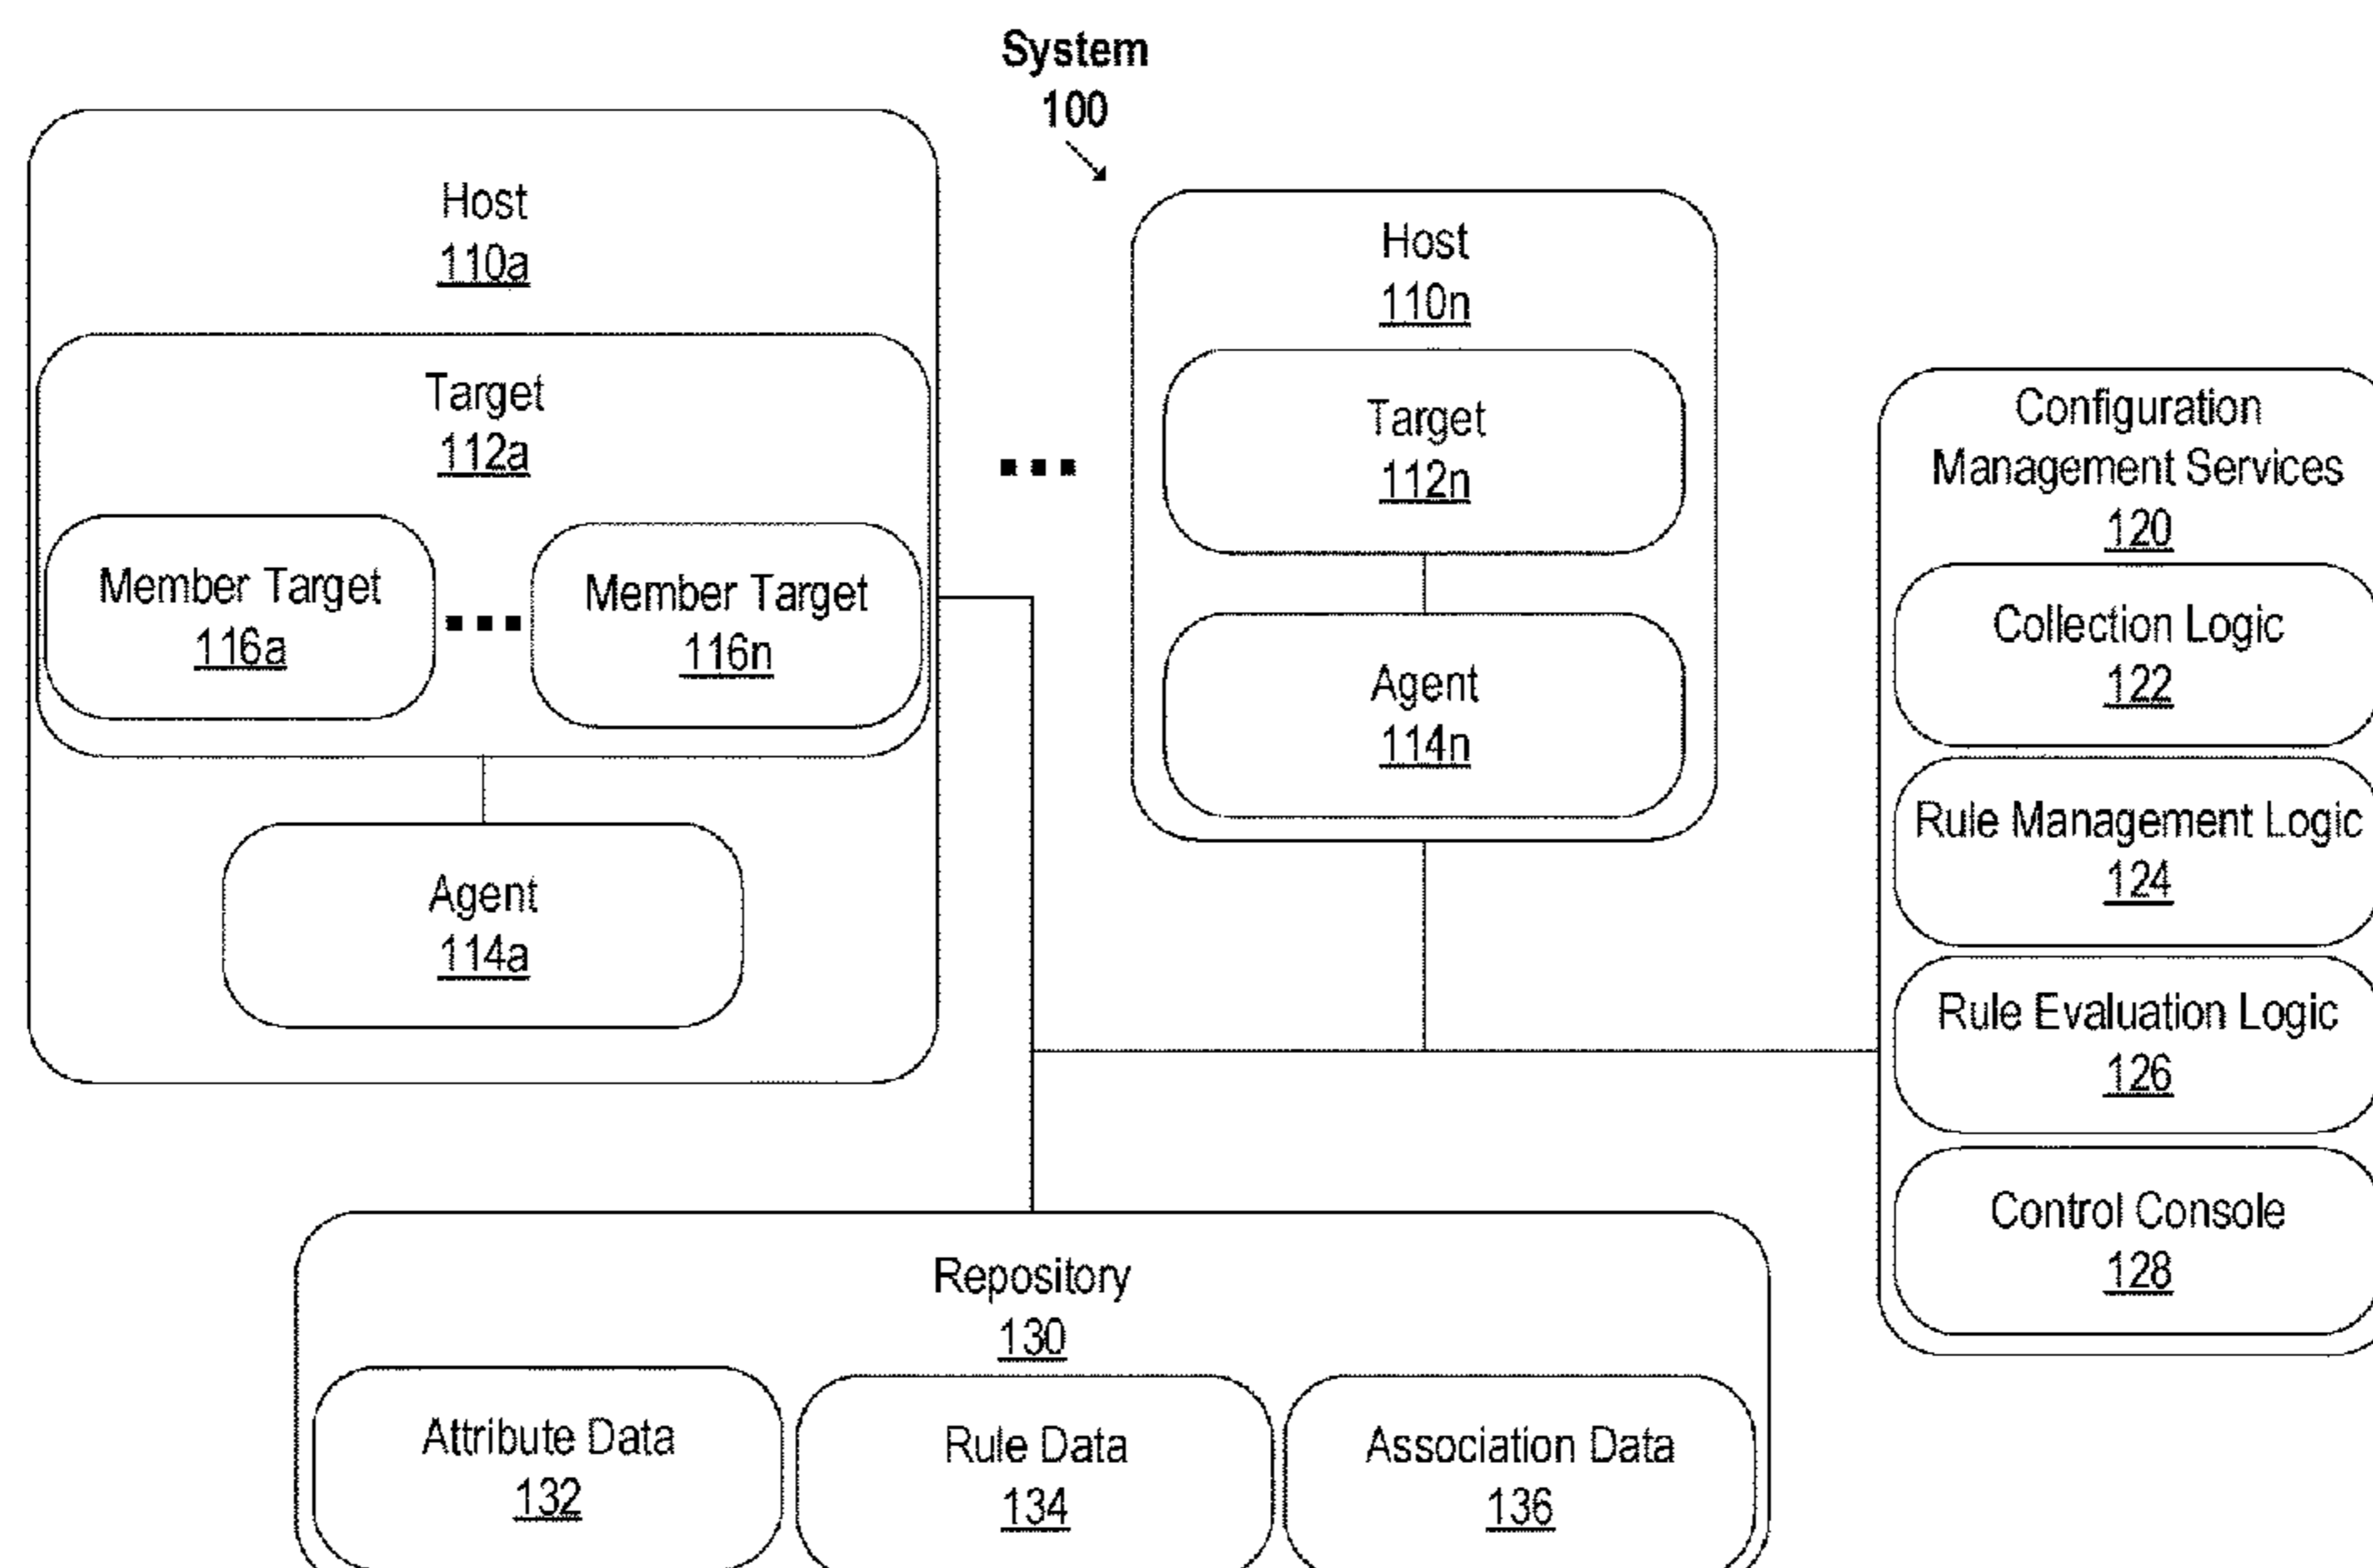 System
100
Host
110a
Target
112a
Member Target
116a
Member Target
116n
Agent
114a
Host
110n
Target
112n
Agent
114n
Configuration
Management Services
120
Collection Logic
122
Rule Management Logic
124
Rule Evaluation Logic
126
Control Console
128
Repository
130
Attribute Data
132
Rule Data
134
Association Data
136